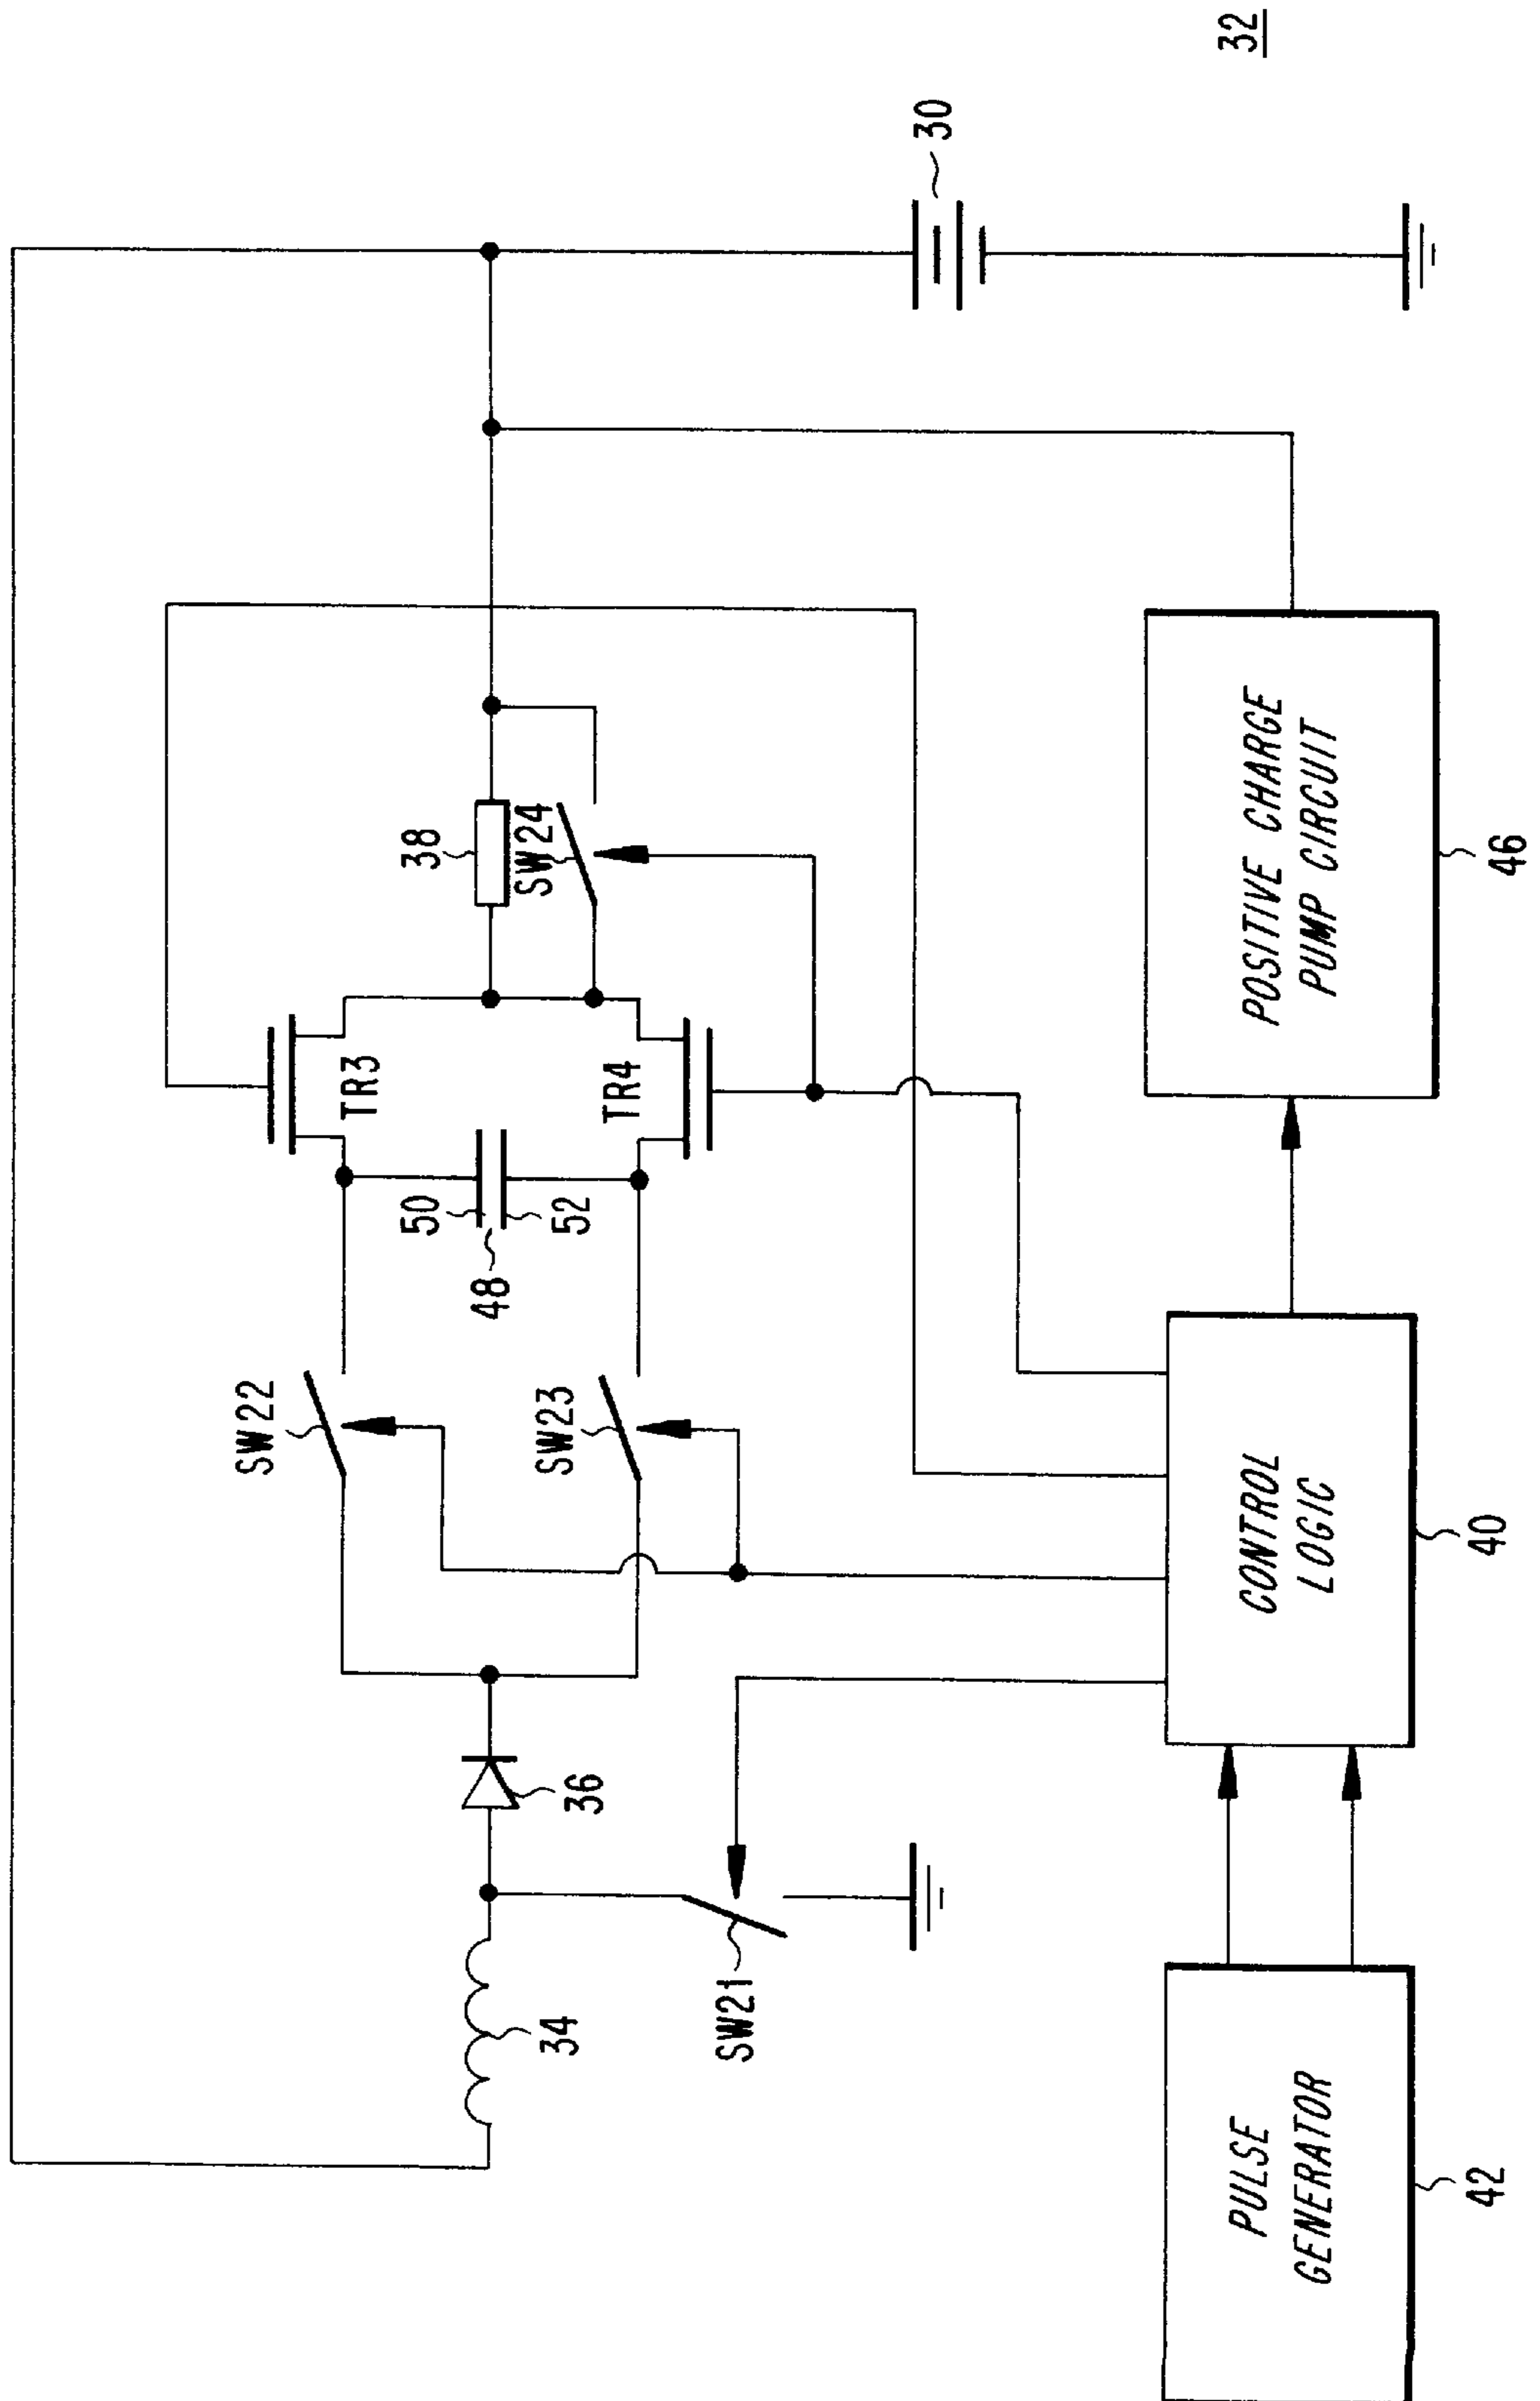 32
30
38
SW24
TR3
TR4
50
52
48
SW22
SW23
36
34
SW21
POSITIVE CHARGE
PUMP CIRCUIT
46
CONTROL
LOGIC
40
PULSE
GENERATOR
42